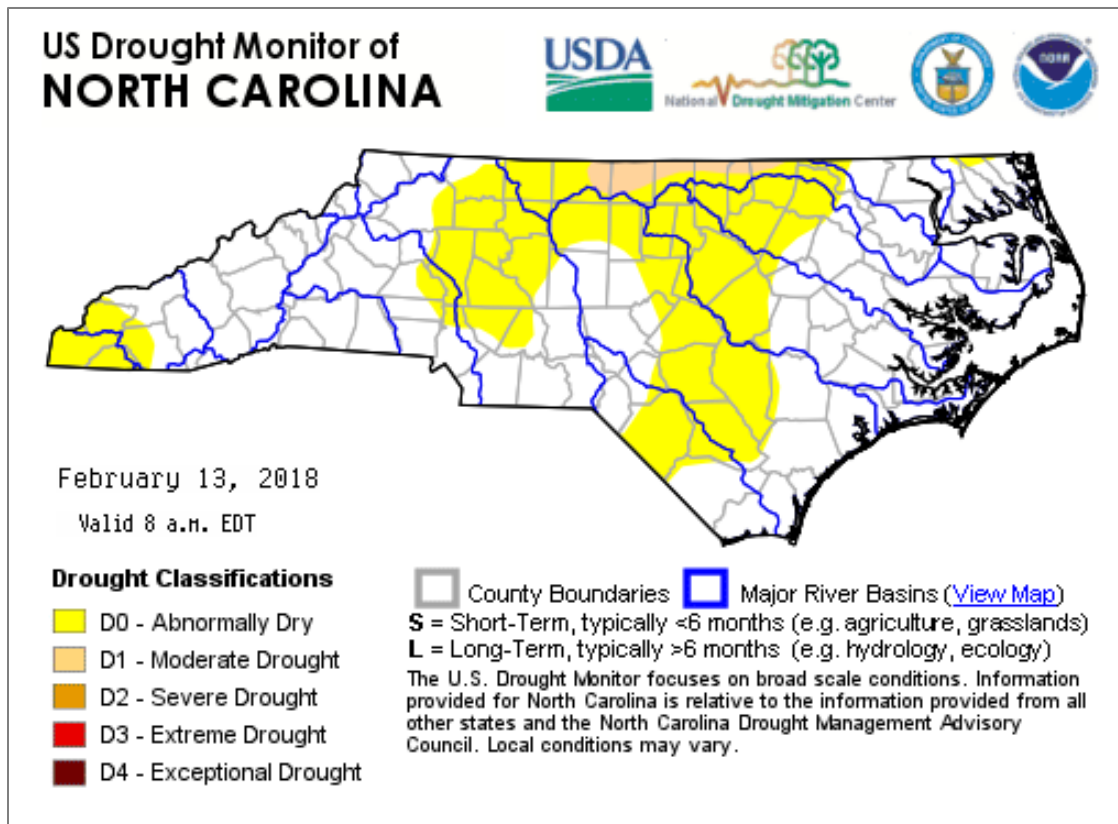 US Drought Monitor of
NORTH CAROLINA
USDA
National Drought Mitigation Center
NOAA
February 13, 2018
Valid 8 a.m. EDT
Drought Classifications
D0 - Abnormally Dry
D1 - Moderate Drought
D2 - Severe Drought
D3 - Extreme Drought
D4 - Exceptional Drought
County Boundaries Major River Basins (View Map)
S = Short-Term, typically <6 months (e.g. agriculture, grasslands)
L = Long-Term, typically >6 months (e.g. hydrology, ecology)
The U.S. Drought Monitor focuses on broad scale conditions. Information
provided for North Carolina is relative to the information provided from all
other states and the North Carolina Drought Management Advisory
Council. Local conditions may vary.